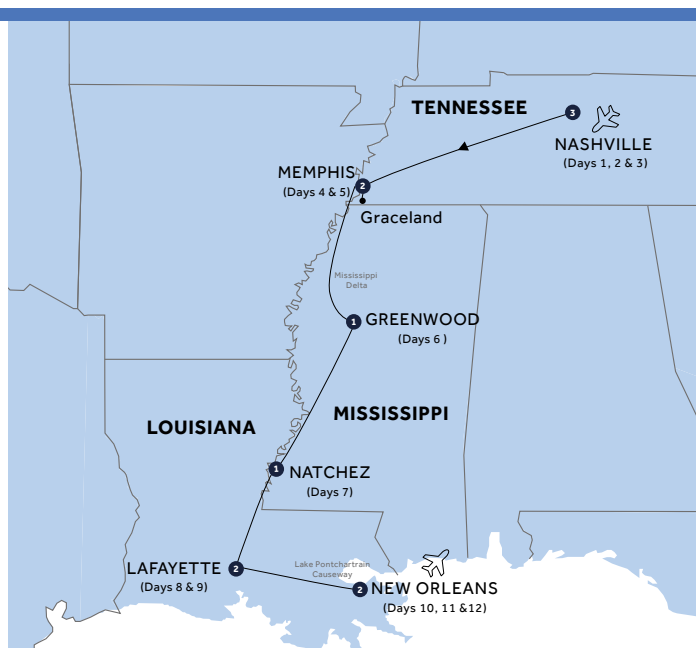 TENNESSEE
3
NASHVILLE
(Days 1, 2 & 3)
MEMPHIS
(Days 4 & 5)
2
Graceland
Mississippi
Delta
1
GREENWOOD
(Days 6 )
LOUISIANA
MISSISSIPPI
1
NATCHEZ
(Days 7)
LAFAYETTE
(Days 8 & 9)
2
Lake Pontchartrain
Causeway
2
NEW ORLEANS
(Days 10, 11 &12)